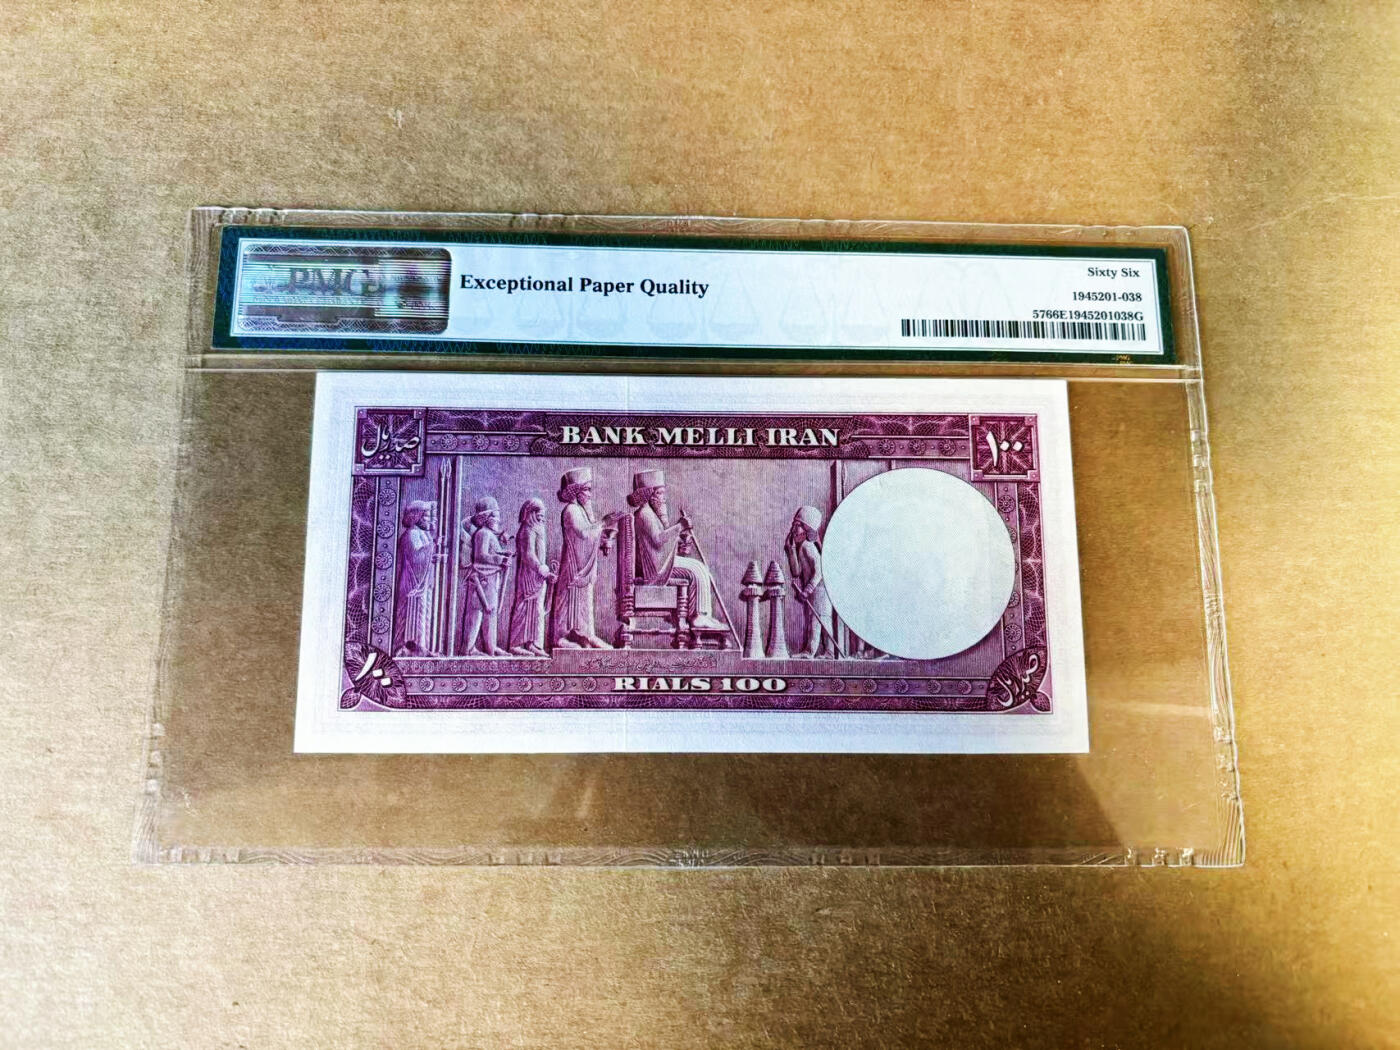 PMG
Exceptional Paper Quality
Sixty Six
1945201-038
5766E1945201038G
صد ریال
BANK MELLI IRAN
۱۰۰
۱۰۰
RIALS 100
صد ریال